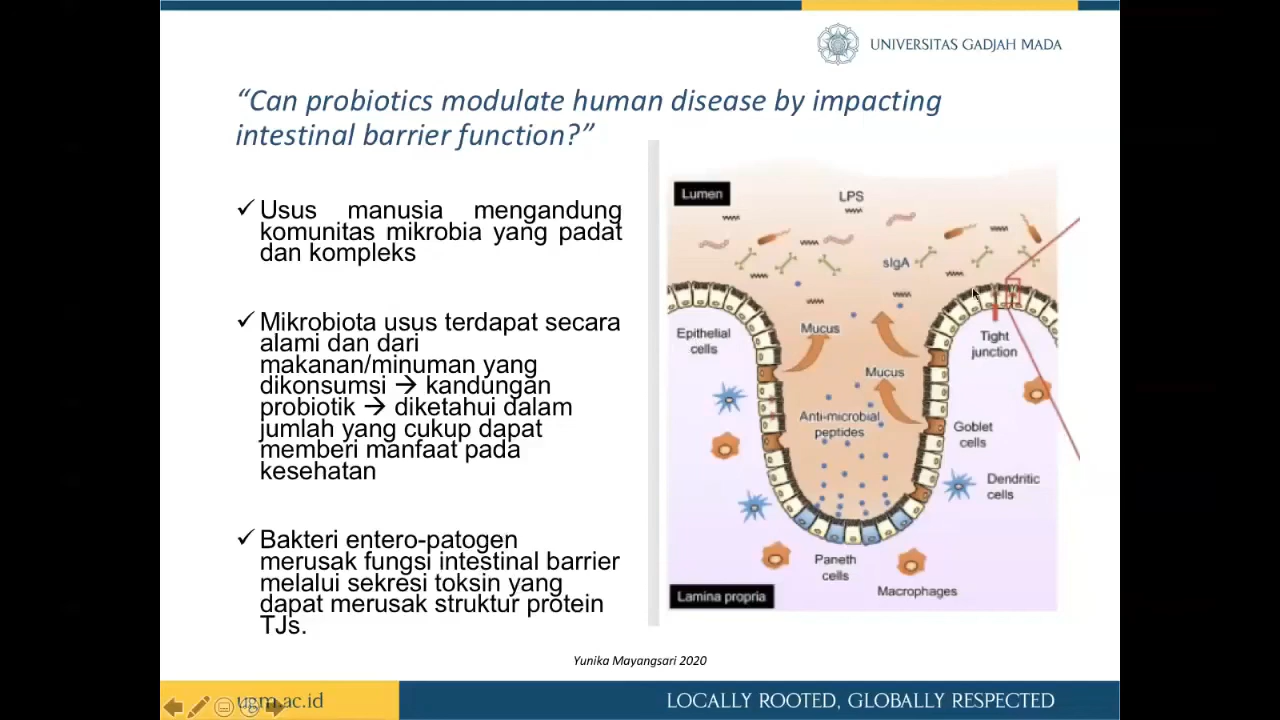 UNIVERSITAS GADJAH MADA
“Can probiotics modulate human disease by impacting
intestinal barrier function?”
✓ Usus manusia mengandung
komunitas mikrobia yang padat
dan kompleks
✓ Mikrobiota usus terdapat secara
alami dan dari
makanan/minuman yang
dikonsumsi → kandungan
probiotik → diketahui dalam
jumlah yang cukup dapat
memberi manfaat pada
kesehatan
✓ Bakteri entero-patogen
merusak fungsi intestinal barrier
melalui sekresi toksin yang
dapat merusak struktur protein
TJs.
Lumen
LPS
sIgA
Epithelial
cells
Mucus
Tight
junction
Mucus
Anti-microbial
peptides
Goblet
cells
Dendritic
cells
Paneth
cells
Macrophages
Lamina propria
Yunika Mayangsari 2020
ugm.ac.id
LOCALLY ROOTED, GLOBALLY RESPECTED